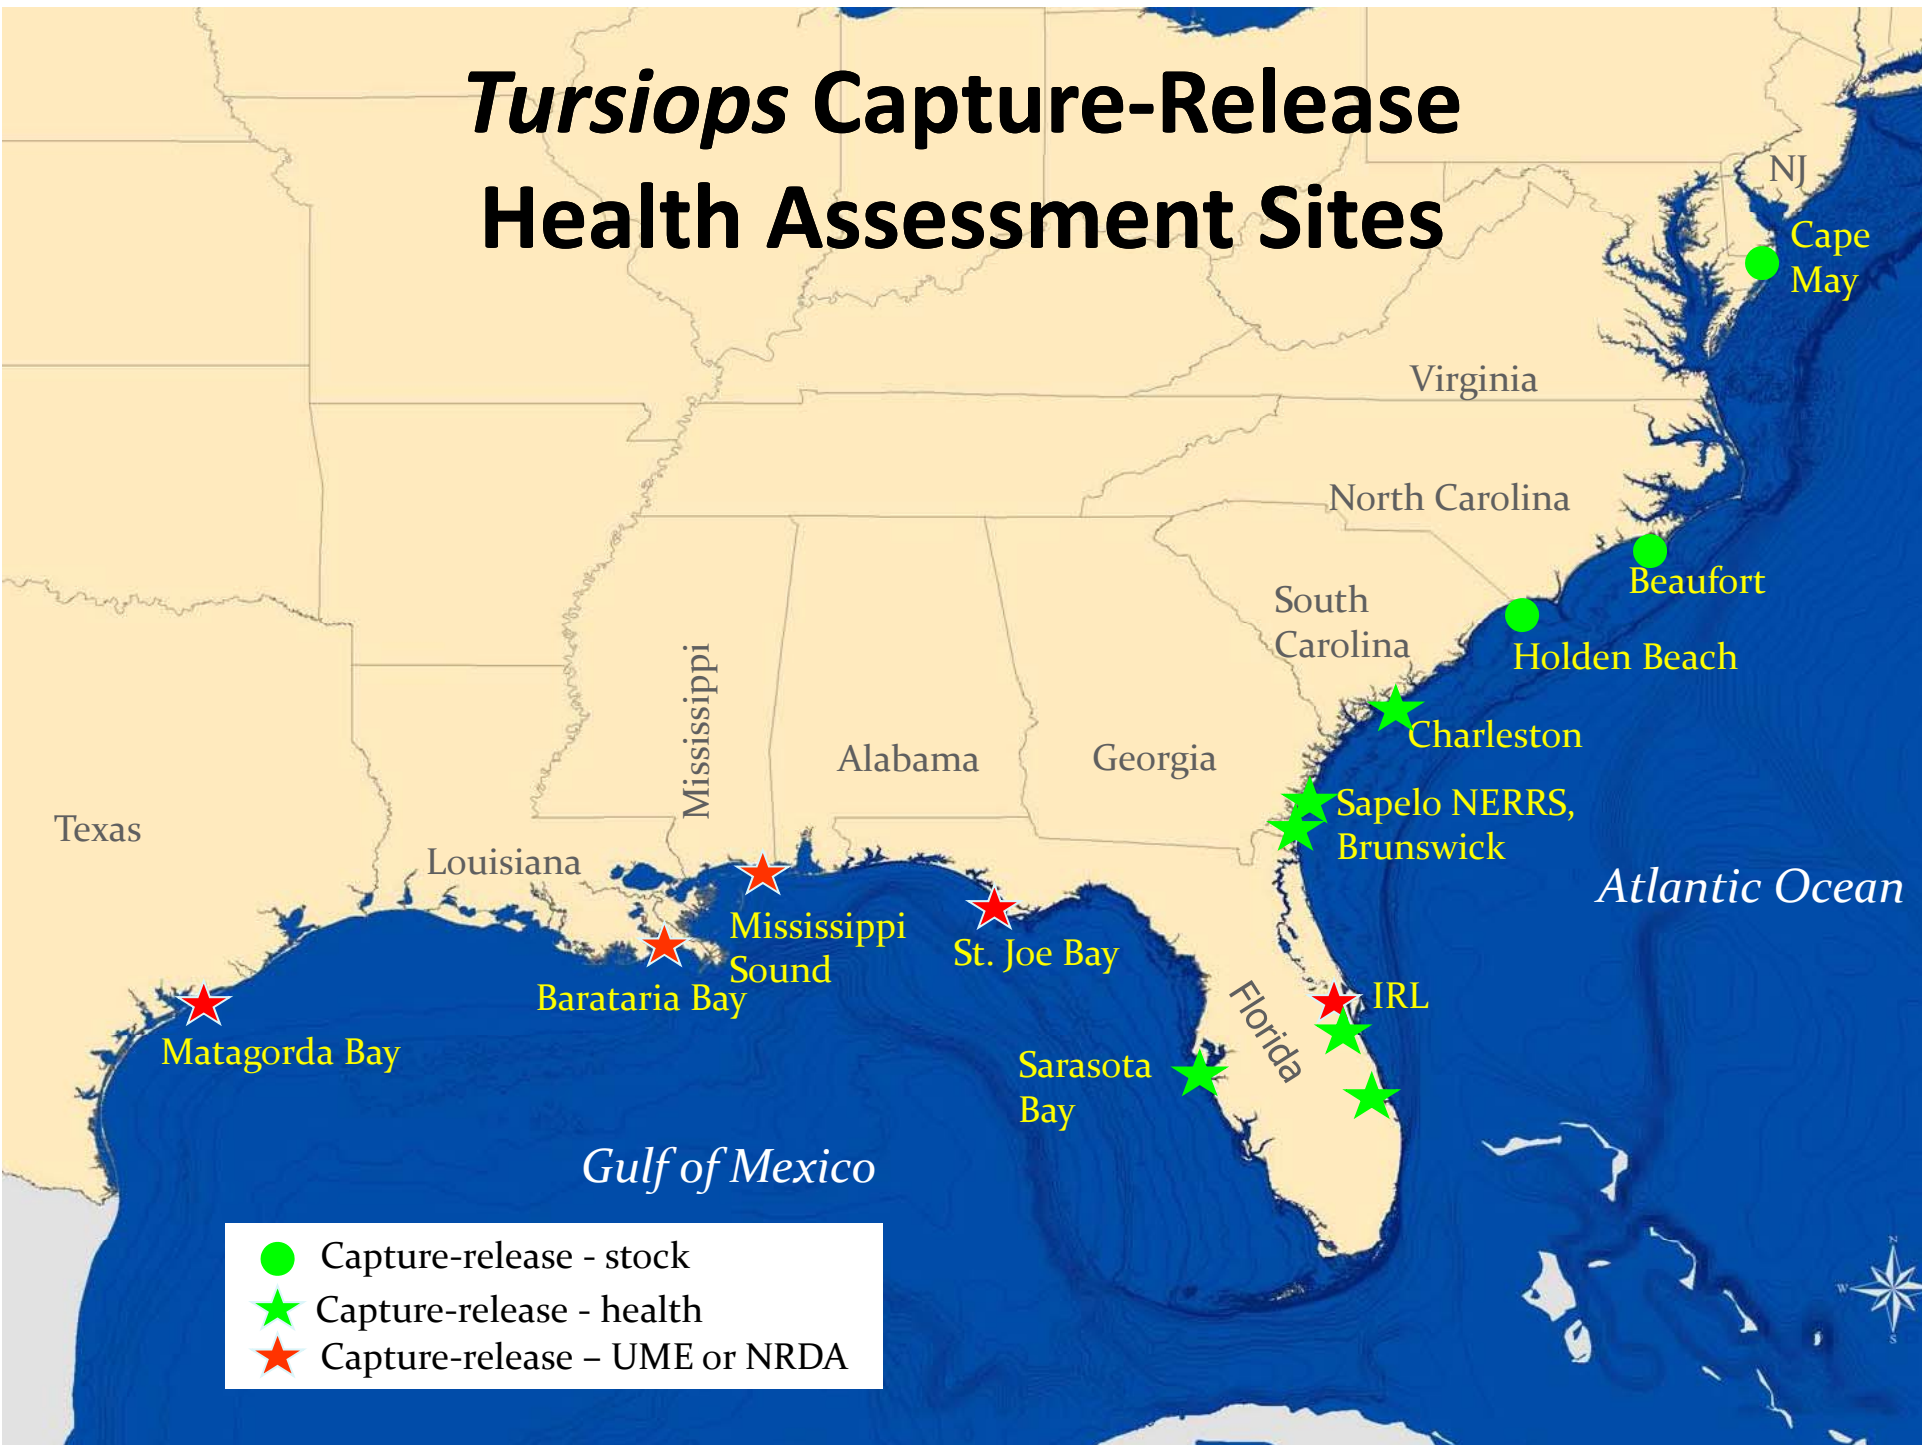 Tursiops Capture-Release
Health Assessment Sites
NJ
Cape
May
Virginia
North Carolina
Beaufort
South
Carolina
Holden Beach
Mississippi
Charleston
Alabama
Georgia
Sapelo NERRS,
Brunswick
Texas
Louisiana
Atlantic Ocean
Mississippi
Sound
St. Joe Bay
Barataria Bay
IRL
Florida
Matagorda Bay
Sarasota
Bay
Gulf of Mexico
Capture-release - stock
Capture-release - health
Capture-release – UME or NRDA
N
W
S